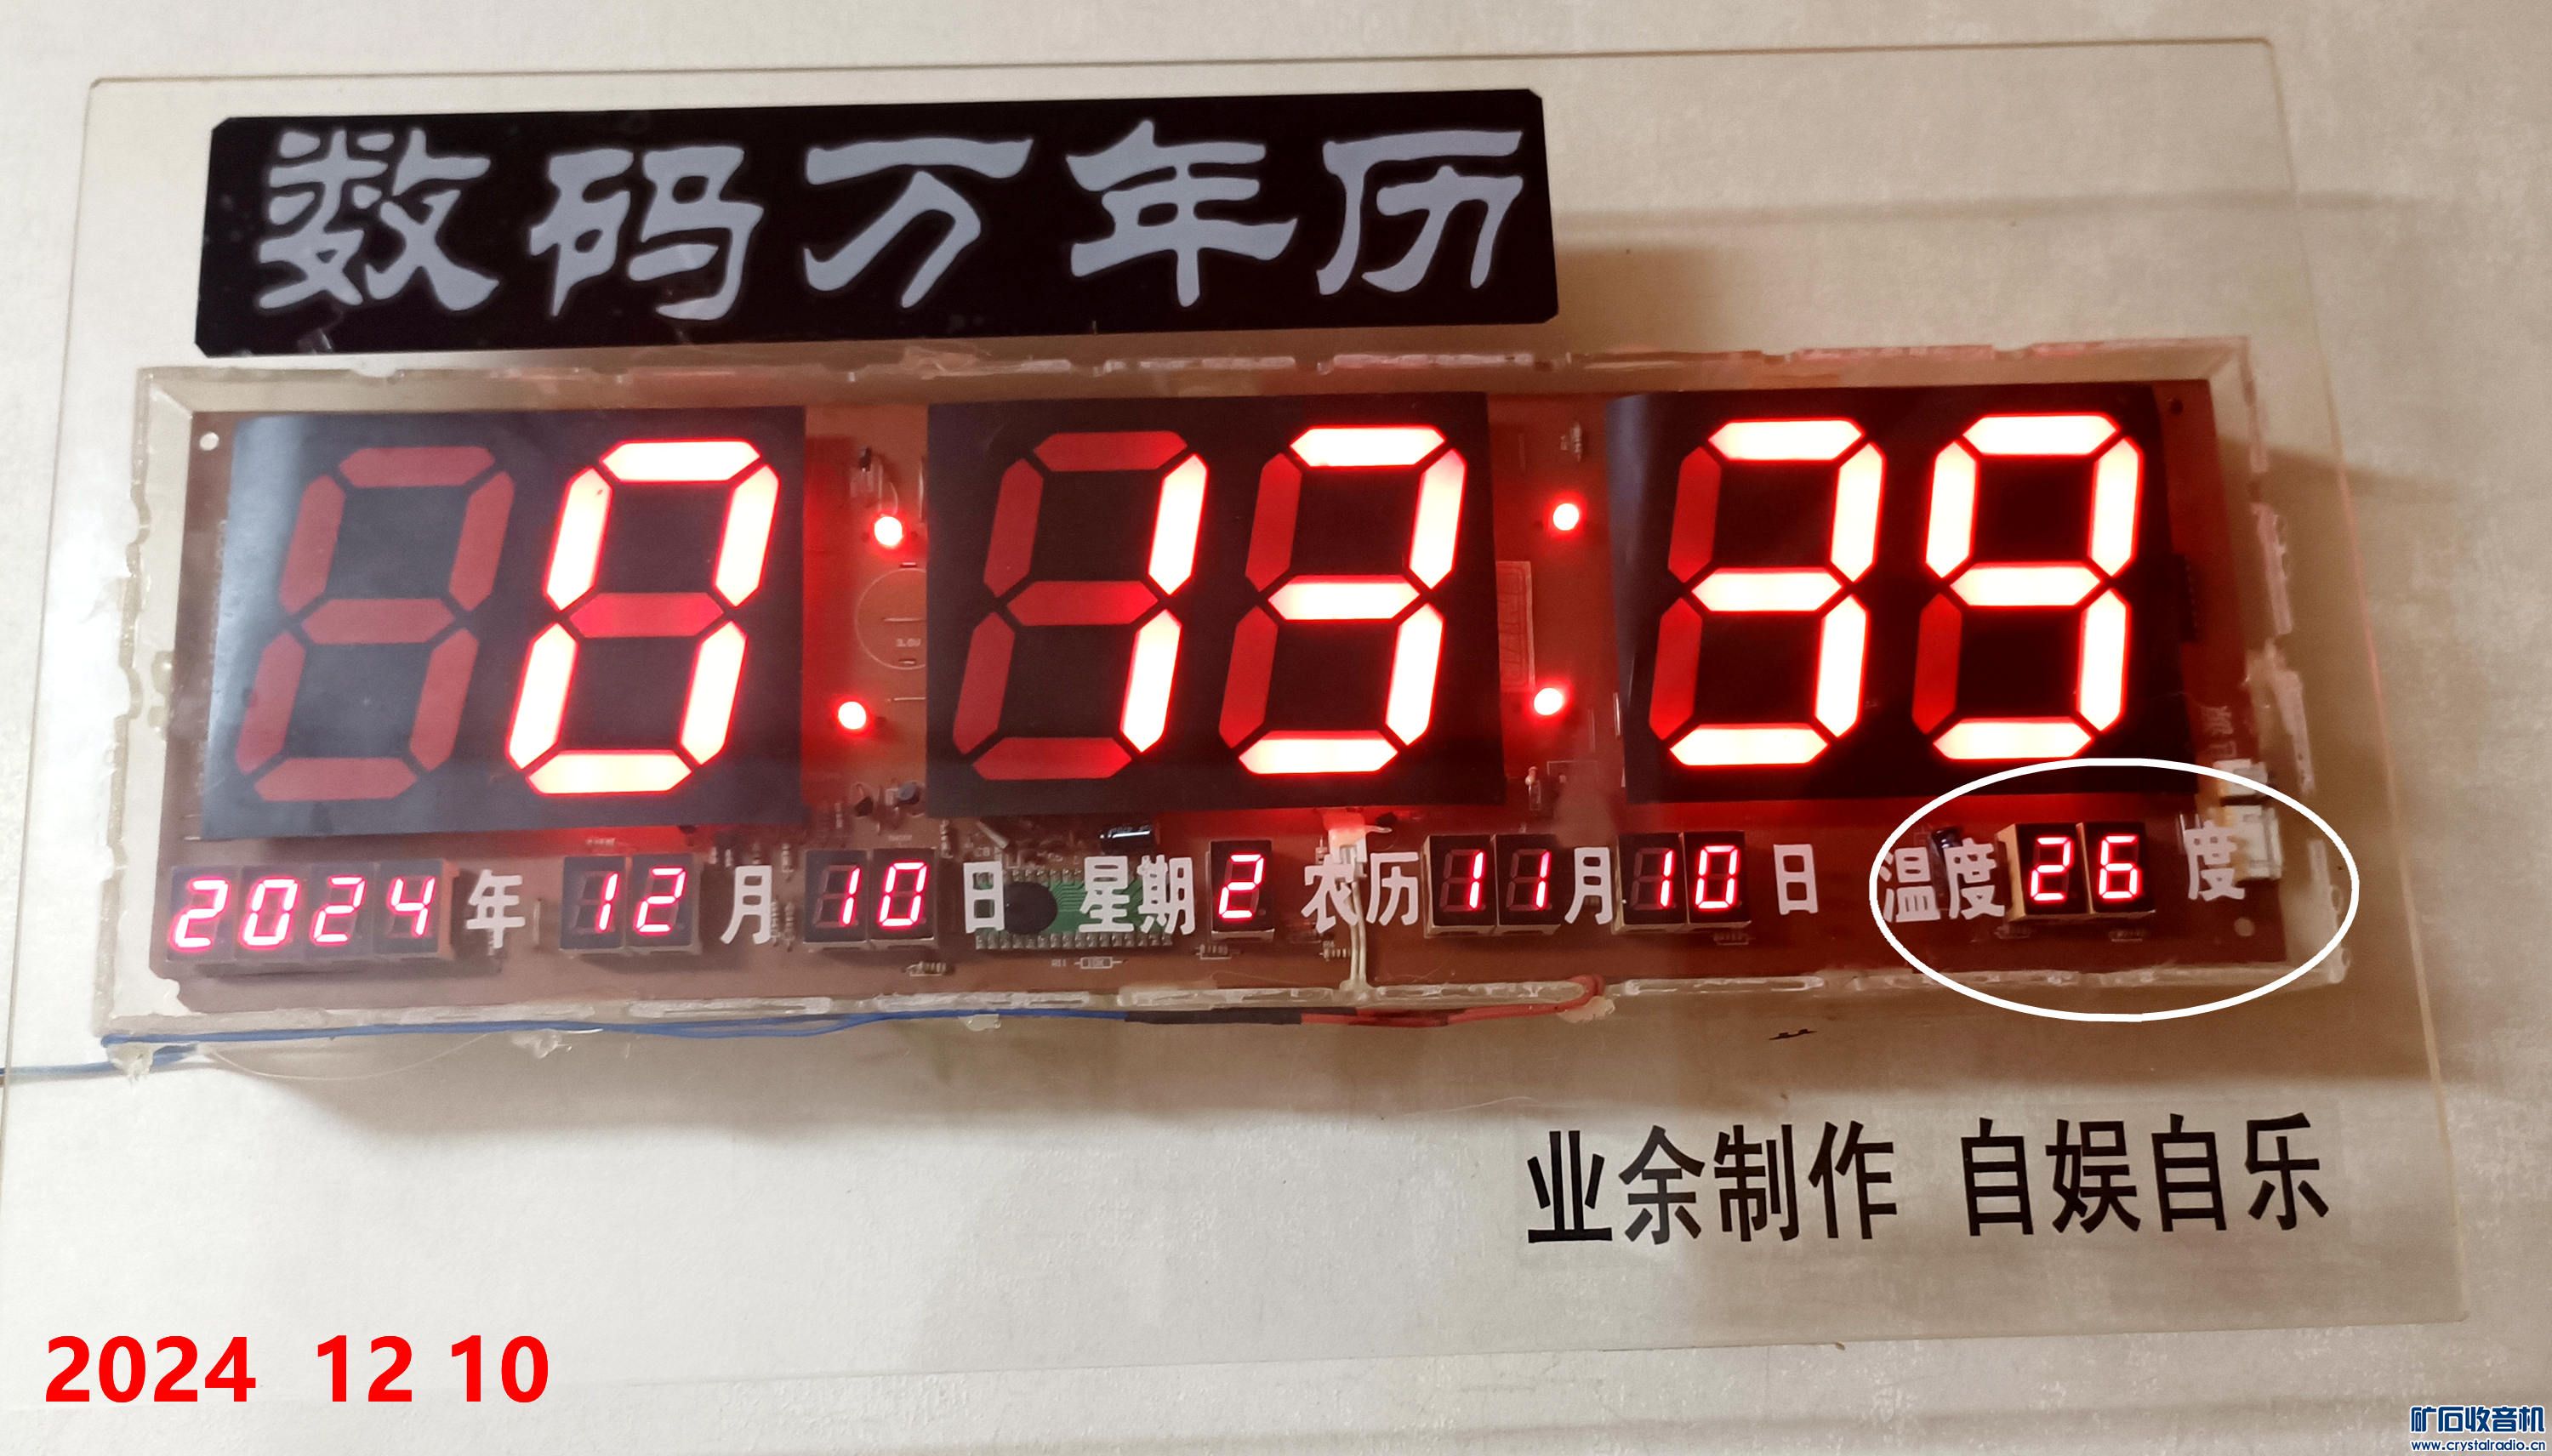 数码万年历
0:13:39
2024年 12月 10日 星期2 农历11月10日 温度26度
业余制作 自娱自乐
2024 12 10
矿石收音机
www.crystalradio.cn